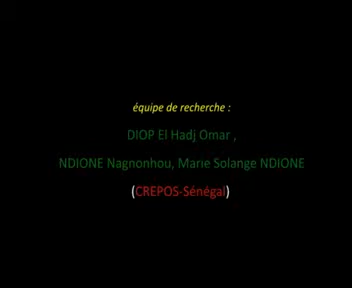 équipe de recherche :
DIOP El Hadj Omar ,
NDIONE Nagnonhou, Marie Solange NDIONE
(CREPOS-Sénégal)